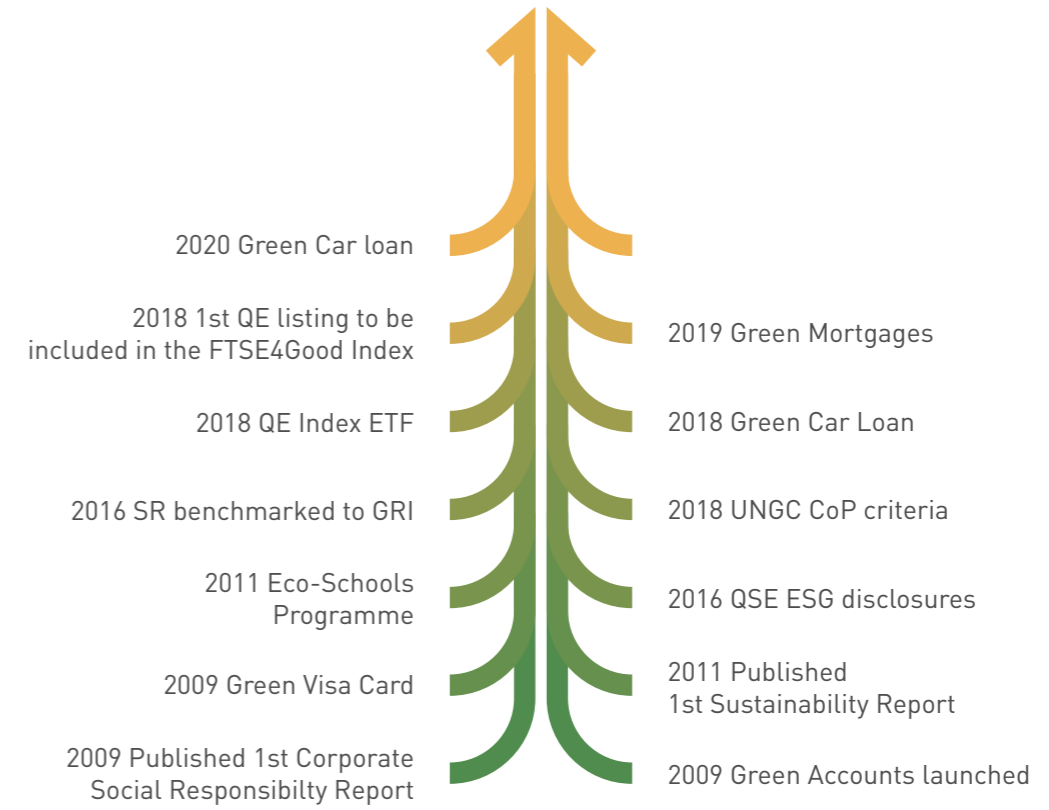 2020 Green Car loan
2018 1st QE listing to be
included in the FTSE4Good Index
2019 Green Mortgages
2018 QE Index ETF
2018 Green Car Loan
2016 SR benchmarked to GRI
2018 UNGC CoP criteria
2011 Eco-Schools
Programme
2016 QSE ESG disclosures
2009 Green Visa Card
2011 Published
1st Sustainability Report
2009 Published 1st Corporate
Social Responsibilty Report
2009 Green Accounts launched